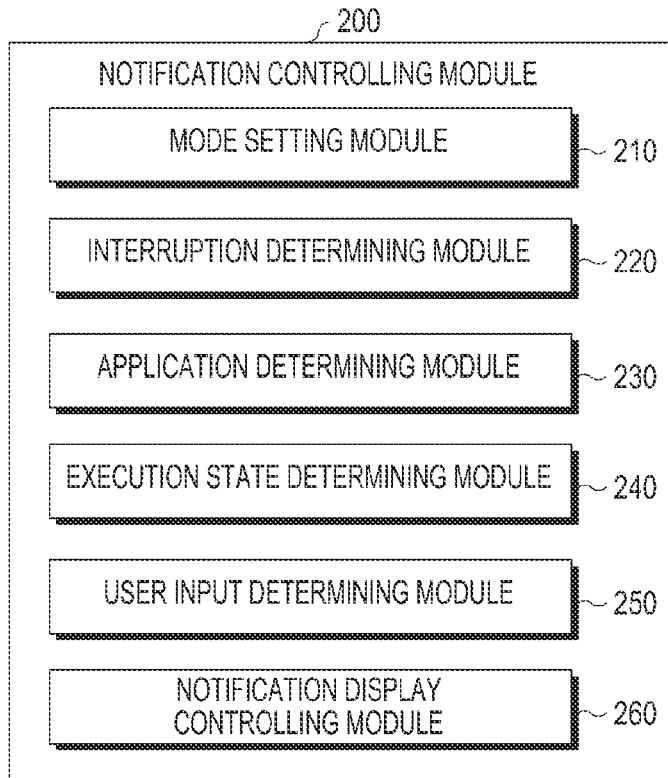 200
NOTIFICATION CONTROLLING MODULE
MODE SETTING MODULE
210
INTERRUPTION DETERMINING MODULE
220
APPLICATION DETERMINING MODULE
230
EXECUTION STATE DETERMINING MODULE
240
USER INPUT DETERMINING MODULE
250
NOTIFICATION DISPLAY
CONTROLLING MODULE
260